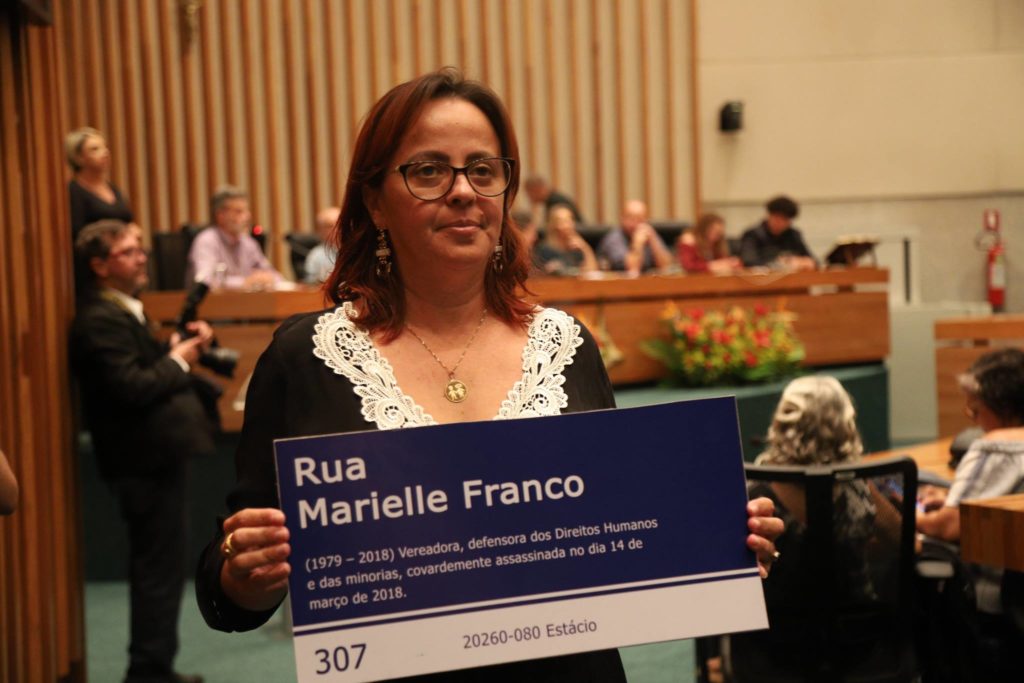 Rua
Marielle Franco
(1979 – 2018) Vereadora, defensora dos Direitos Humanos
e das minorias, covardemente assassinada no dia 14 de
março de 2018.
307
20260-080 Estácio